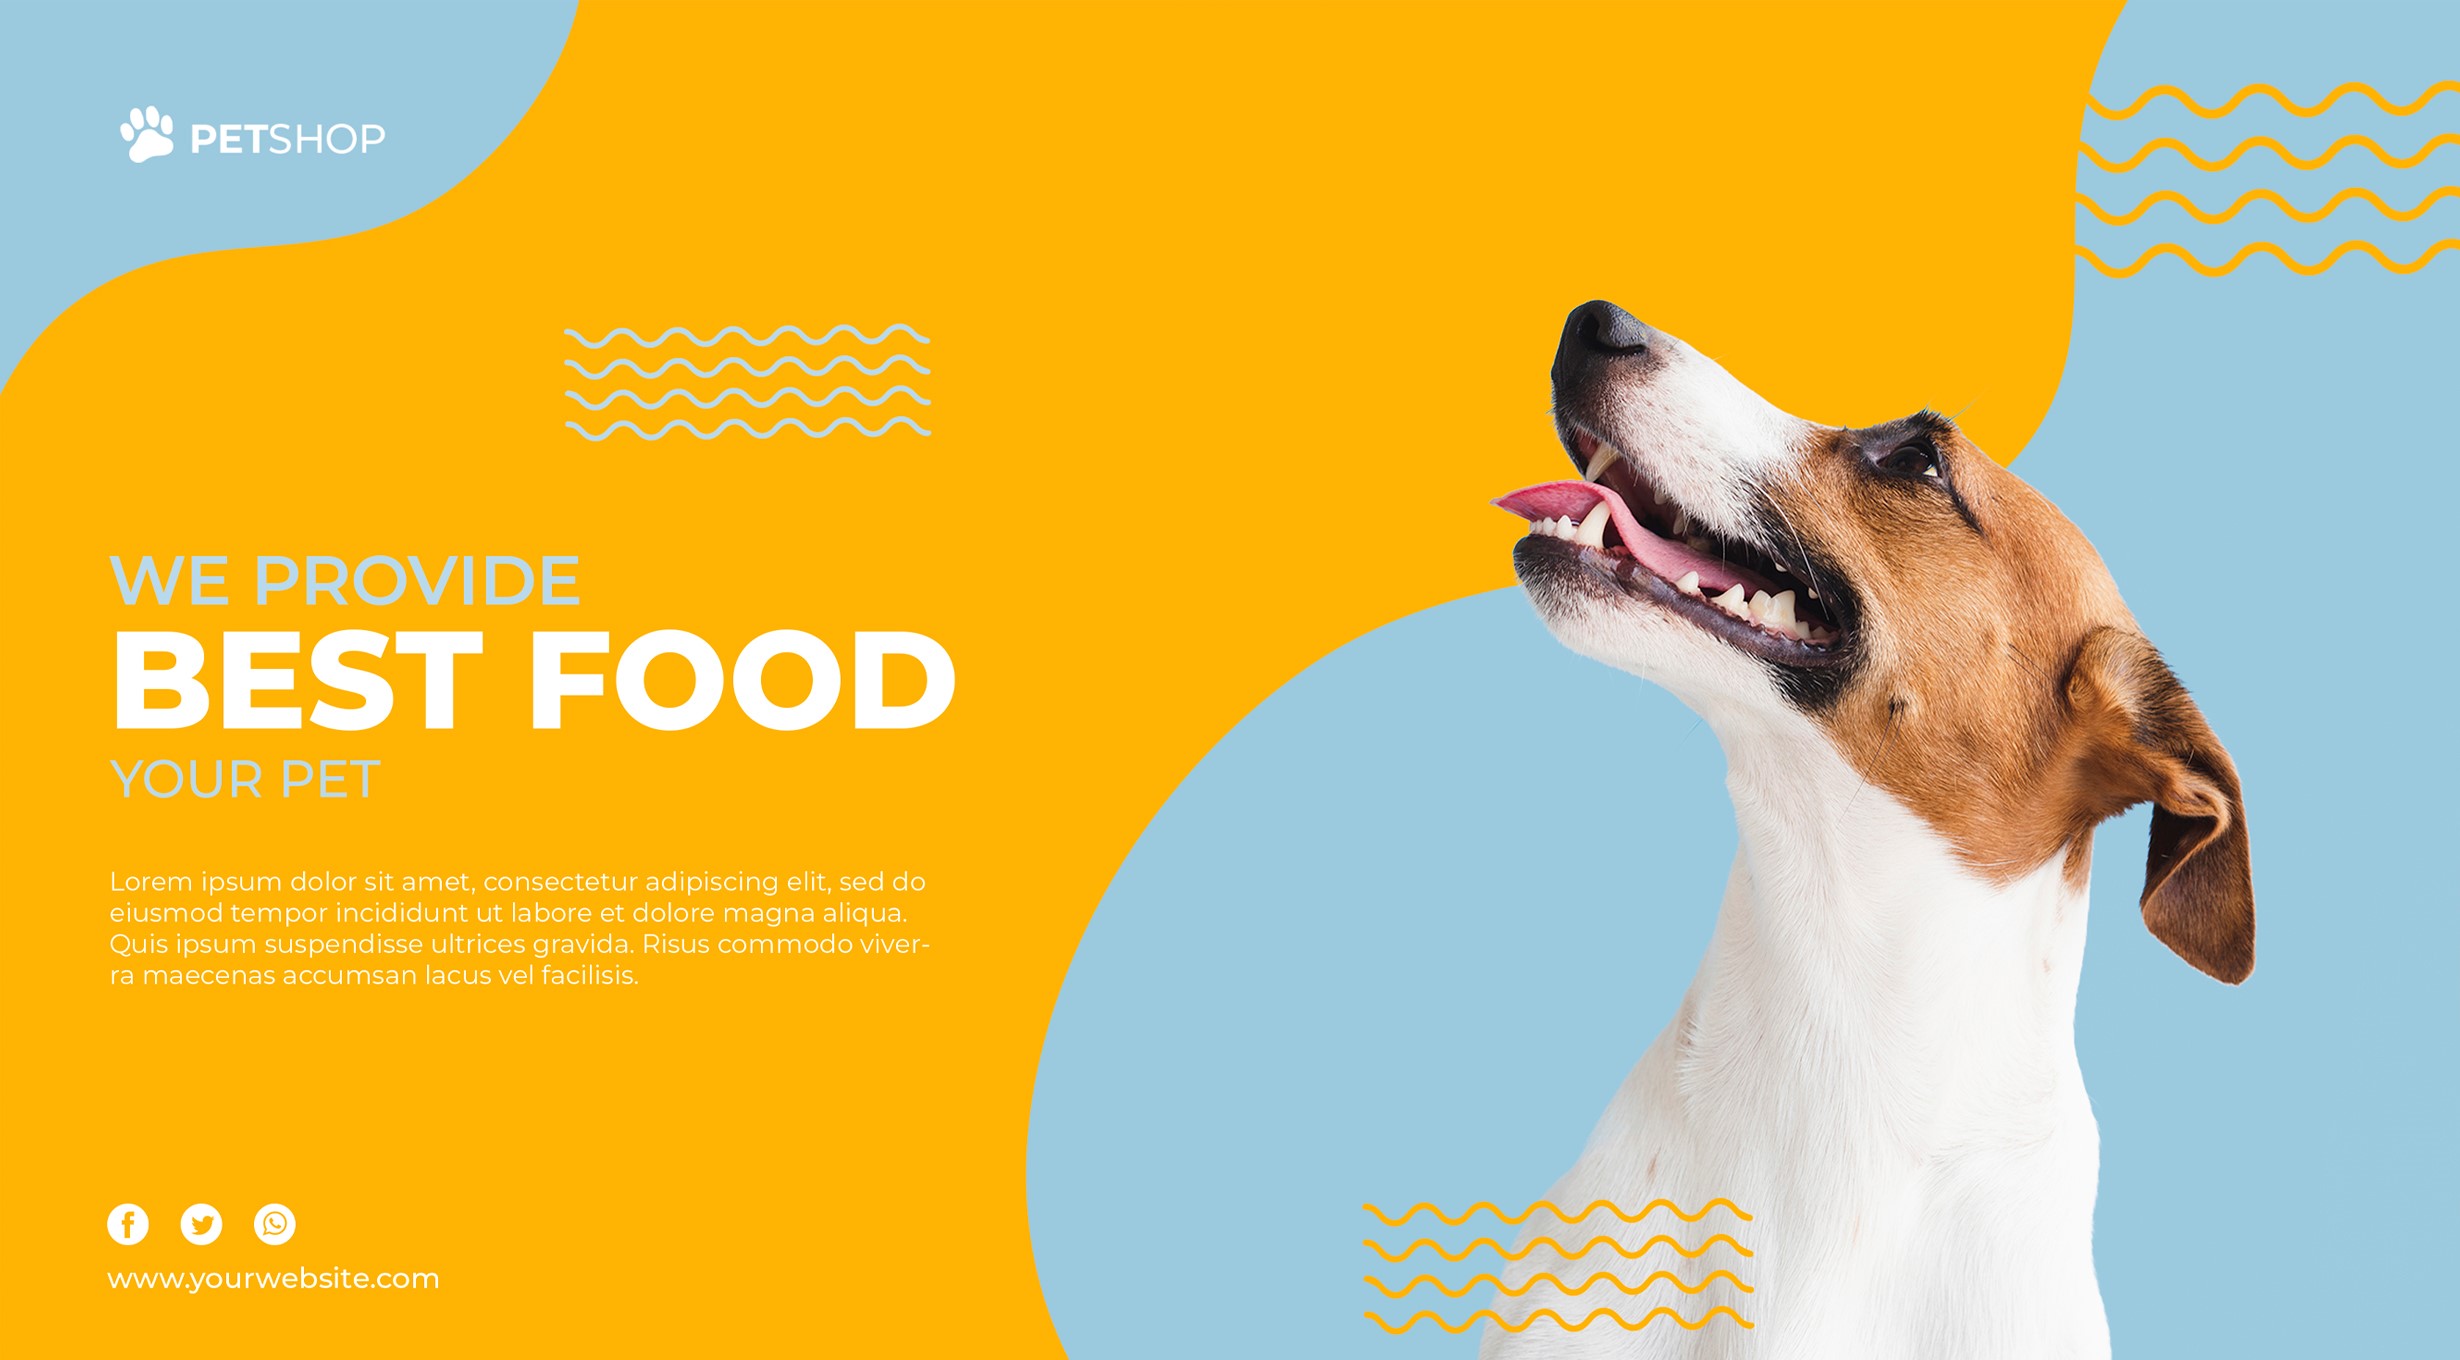 PETSHOP
WE PROVIDE
BEST FOOD
YOUR PET
Lorem ipsum dolor sit amet, consectetur adipiscing elit, sed do
eiusmod tempor incididunt ut labore et dolore magna aliqua.
Quis ipsum suspendisse ultrices gravida. Risus commodo viver-
ra maecenas accumsan lacus vel facilisis.
www.yourwebsite.com